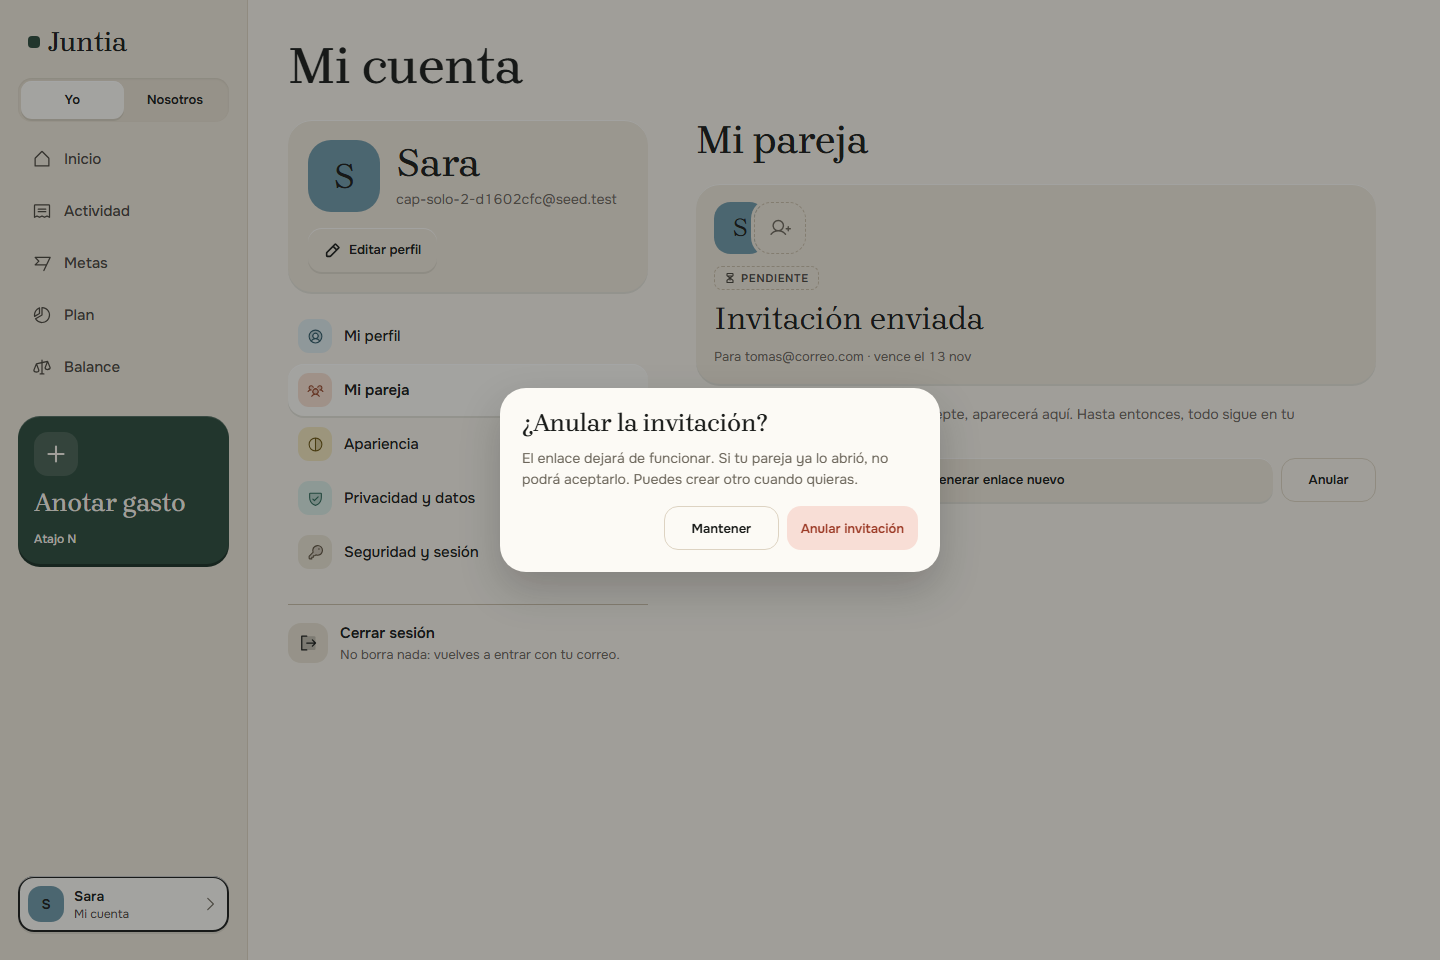 Juntia
Yo
Nosotros
Inicio
Actividad
Metas
Plan
Balance
Anotar gasto
Atajo N
S
Sara
Mi cuenta
Mi cuenta
S
Sara
cap-solo-2-d1602cfc@seed.test
Editar perfil
Mi perfil
Mi pareja
Apariencia
Privacidad y datos
Seguridad y sesión
Cerrar sesión
No borra nada: vuelves a entrar con tu correo.
Mi pareja
S
PENDIENTE
Invitación enviada
Para tomas@correo.com · vence el 13 nov
aparecerá aquí. Hasta entonces, todo sigue en tu
enlace nuevo
Anular
¿Anular la invitación?
El enlace dejará de funcionar. Si tu pareja ya lo abrió, no
podrá aceptarlo. Puedes crear otro cuando quieras.
Mantener
Anular invitación